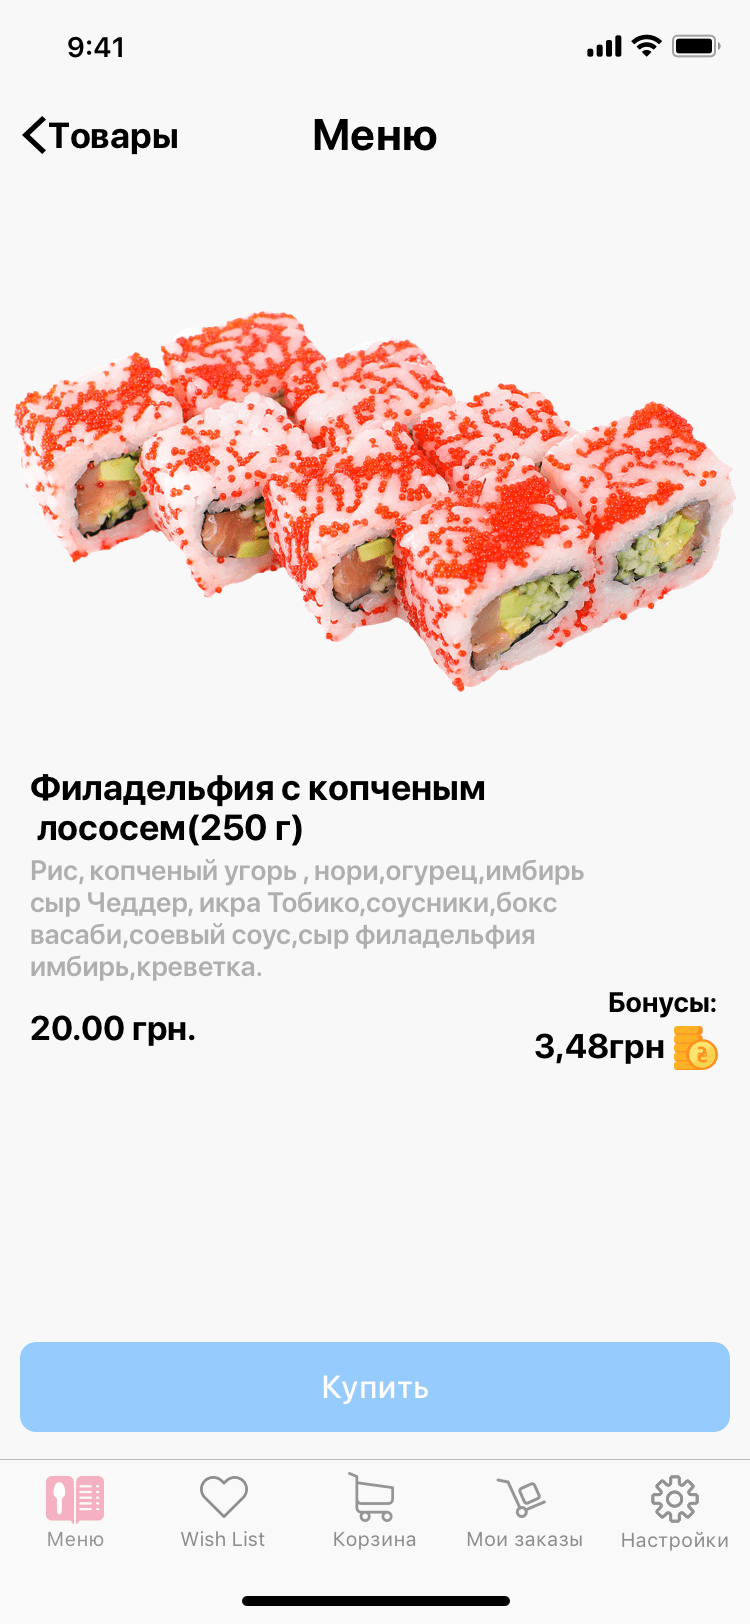 9:41
Товары
Меню
Филадельфия с копченым
лососем(250 г)
Рис, копченый угорь , нори,огурец,имбирь
сыр Чеддер, икра Тобико,соусники,бокс
васаби,соевый соус,сыр филадельфия
имбирь,креветка.
Бонусы:
20.00 грн.
3,48грн
₴
Купить
Меню
Wish List
Корзина
Мои заказы
Настройки